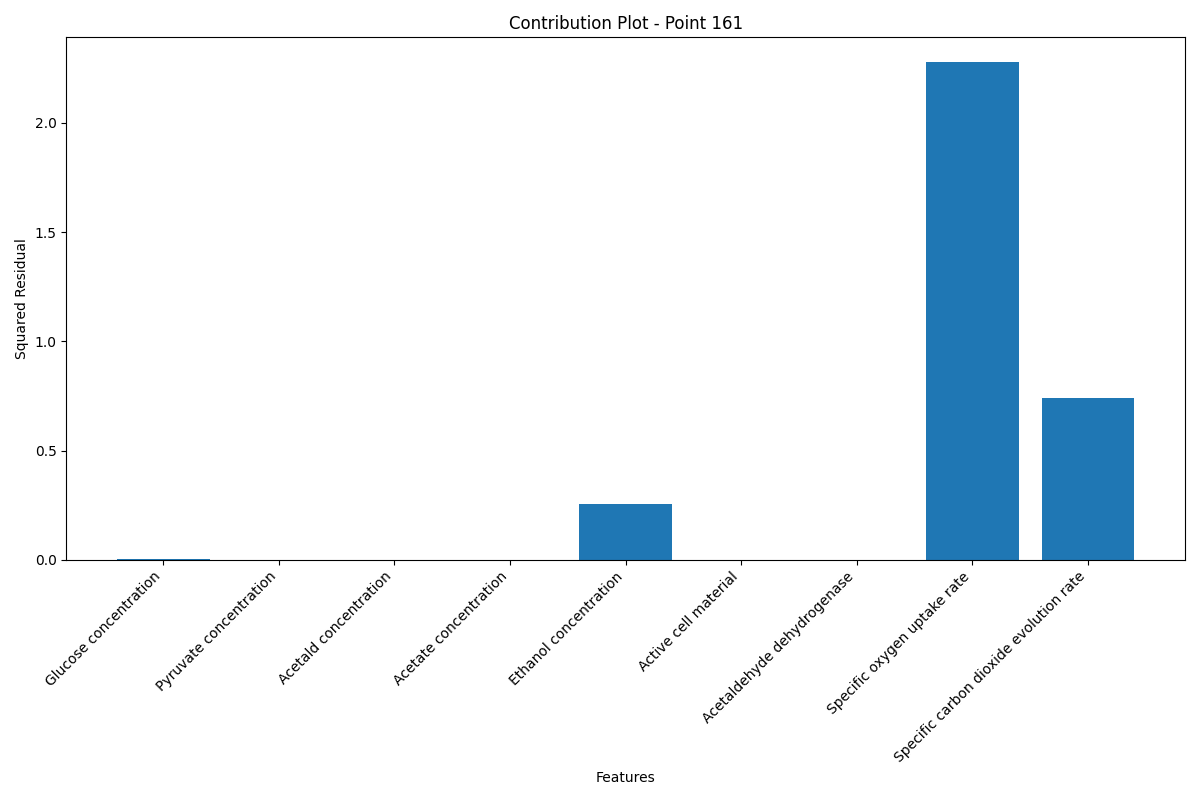 Contribution Plot - Point 161
Squared Residual
2.0
1.5
1.0
0.5
0.0
Glucose concentration
Pyruvate concentration
Acetald concentration
Acetate concentration
Ethanol concentration
Active cell material
Acetaldehyde dehydrogenase
Specific oxygen uptake rate
Specific carbon dioxide evolution rate
Features